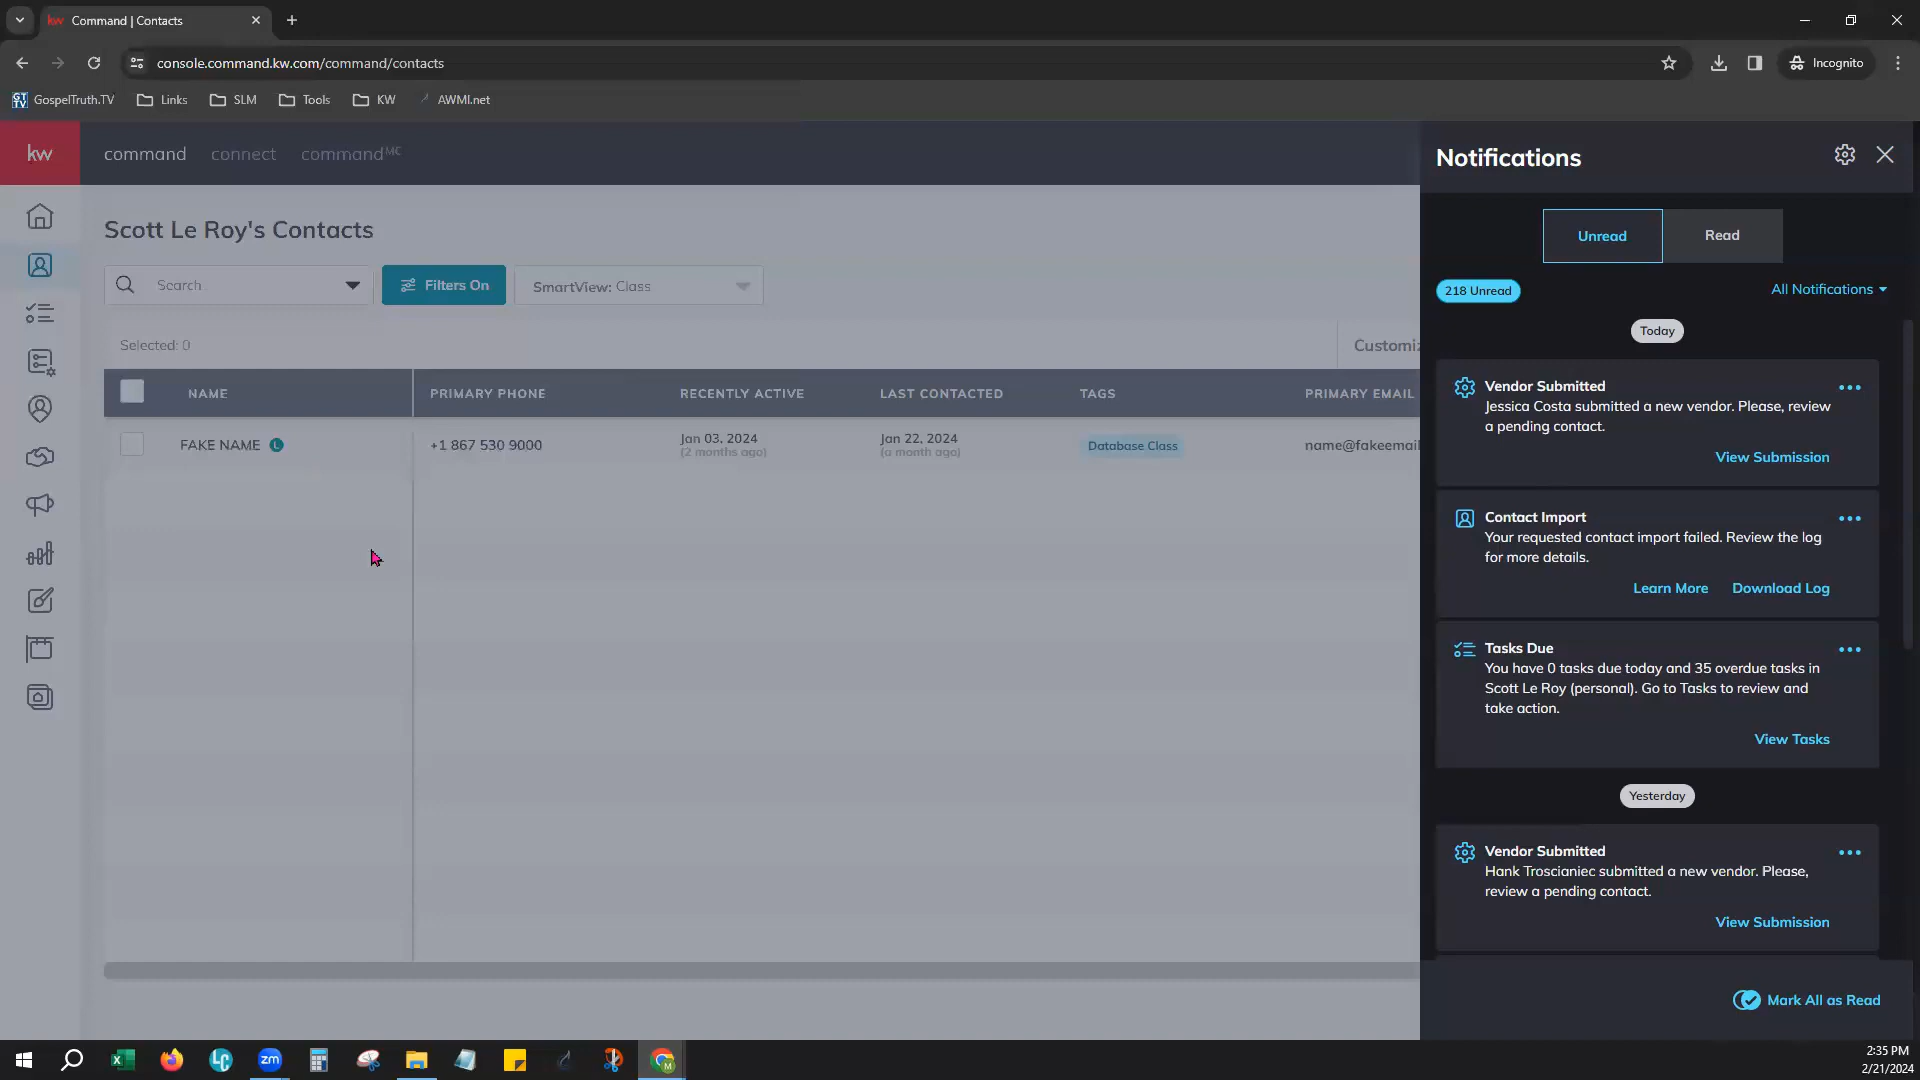 kw Command | Contacts
console.command.kw.com/command/contacts
Incognito
GT TV GospelTruth.TV Links SLM Tools KW AWMI.net
kw command connect commandMC
Notifications
Scott Le Roy's Contacts
Unread Read
Search Filters On SmartView: Class
218 Unread All Notifications
Today
Selected: 0 Customiz
NAME PRIMARY PHONE RECENTLY ACTIVE LAST CONTACTED TAGS PRIMARY EMAIL
FAKE NAME L +1 867 530 9000 Jan 03, 2024 Jan 22, 2024 Database Class name@fakeemail
(2 months ago) (a month ago)
Vendor Submitted
Jessica Costa submitted a new vendor. Please, review
a pending contact.
View Submission
Contact Import
Your requested contact import failed. Review the log
for more details.
Learn More Download Log
Tasks Due
You have 0 tasks due today and 35 overdue tasks in
Scott Le Roy (personal). Go to Tasks to review and
take action.
View Tasks
Yesterday
Vendor Submitted
Hank Troscianiec submitted a new vendor. Please,
review a pending contact.
View Submission
Mark All as Read
LC zm M
2:35 PM
2/21/2024